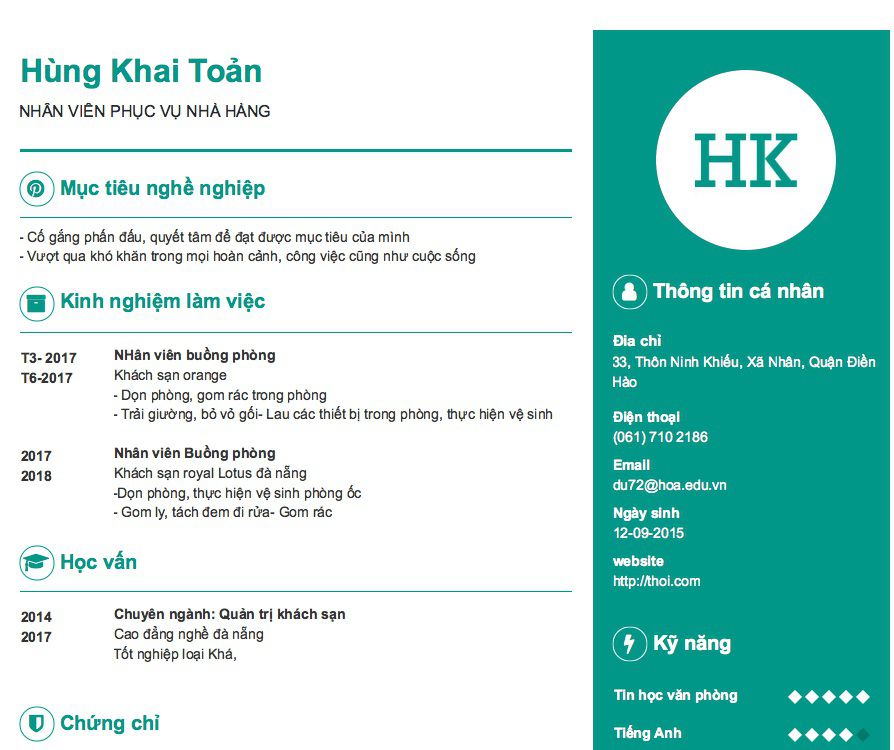 Hùng Khai Toản
NHÂN VIÊN PHỤC VỤ NHÀ HÀNG
Mục tiêu nghề nghiệp
- Cố gắng phấn đấu, quyết tâm để đạt được mục tiêu của mình
- Vượt qua khó khăn trong mọi hoàn cảnh, công việc cũng như cuộc sống
Kinh nghiệm làm việc
T3- 2017
T6-2017
NHân viên buồng phòng
Khách sạn orange
- Dọn phòng, gom rác trong phòng
- Trải giường, bỏ vỏ gối- Lau các thiết bị trong phòng, thực hiện vệ sinh
2017
2018
Nhân viên Buồng phòng
Khách sạn royal Lotus đà nẵng
-Dọn phòng, thực hiện vệ sinh phòng ốc
- Gom ly, tách đem đi rửa- Gom rác
Học vấn
2014
2017
Chuyên ngành: Quản trị khách sạn
Cao đẳng nghề đà nẵng
Tốt nghiệp loại Khá,
Chứng chỉ
HK
Thông tin cá nhân
Địa chỉ
33, Thôn Ninh Khiếu, Xã Nhân, Quận Điền
Hào
Điện thoại
(061) 710 2186
Email
du72@hoa.edu.vn
Ngày sinh
12-09-2015
website
http://thoi.com
Kỹ năng
Tin học văn phòng
Tiếng Anh